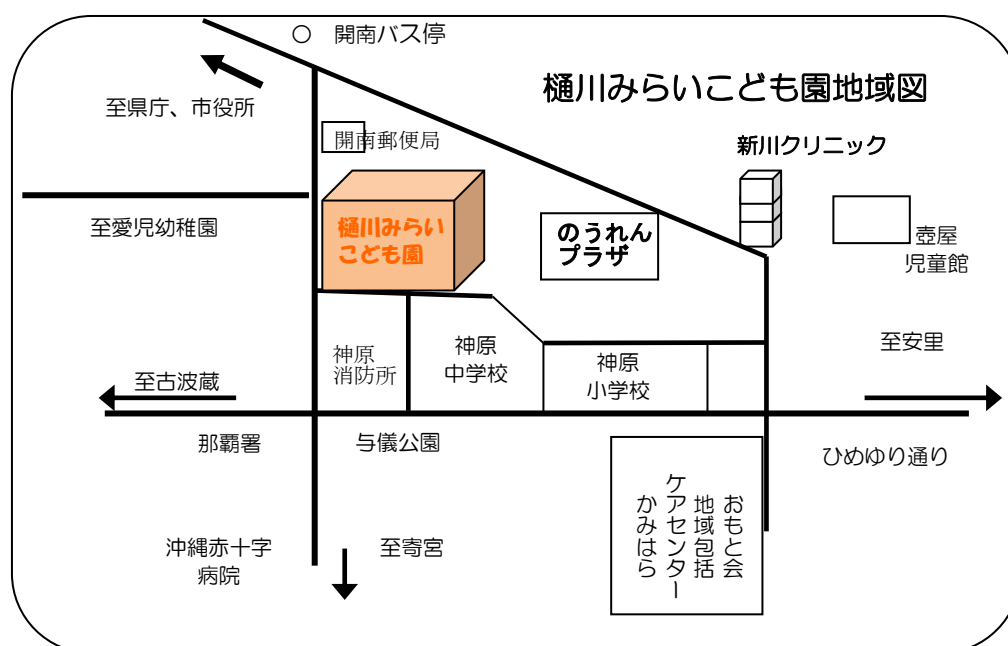 ○ 開南バス停
樋川みらいこども園地域図
至県庁、市役所
開南郵便局
新川クリニック
至愛児幼稚園
樋川みらい
こども園
のうれん
プラザ
壺屋
児童館
至安里
神原
消防所
神原
中学校
神原
小学校
至古波蔵
那覇署
与儀公園
ひめゆり通り
おもと会
地域包括
ケアセンター
かみはら
沖縄赤十字
病院
至寄宮